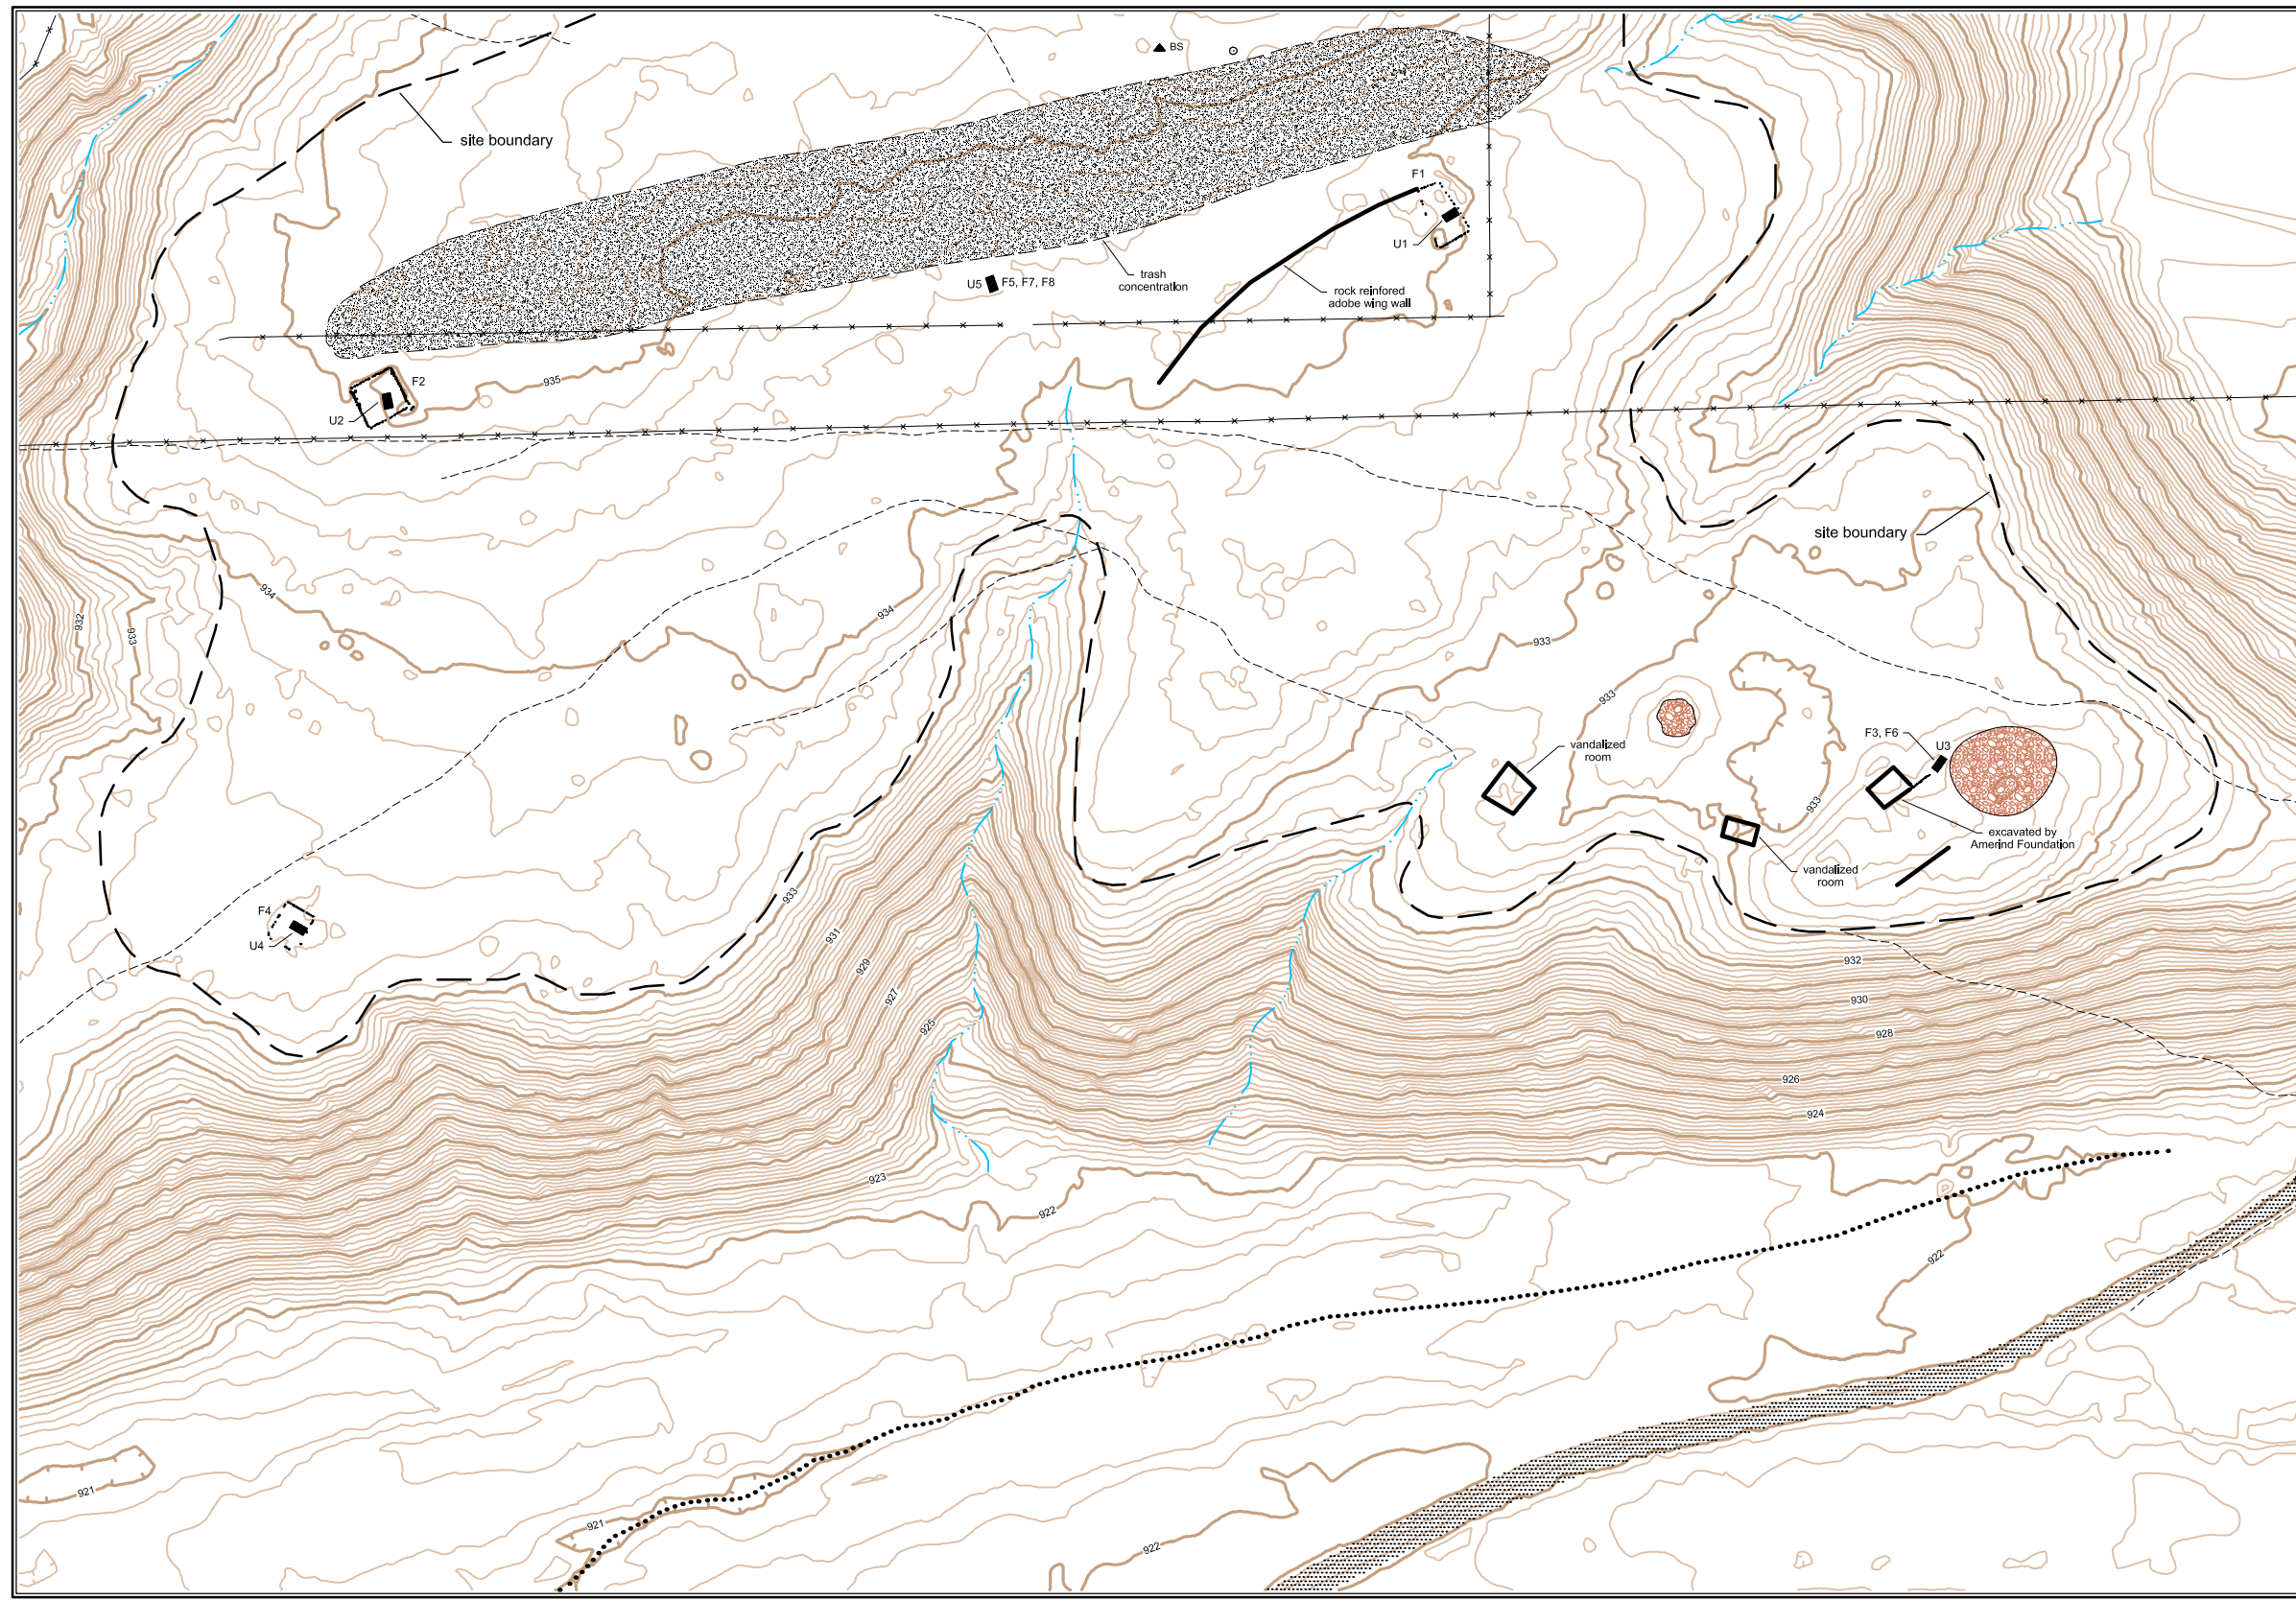 BS
site boundary
F1
U1
trash
concentration
U5
F5, F7, F8
rock reinfored
adobe wing wall
F2
U2
935
site boundary
934
934
932
933
933
933
vandalized
room
F3, F6
U3
933
excavated by
Amerind Foundation
vandalized
room
933
F4
U4
931
929
927
925
932
930
928
926
924
923
922
922
921
921
922